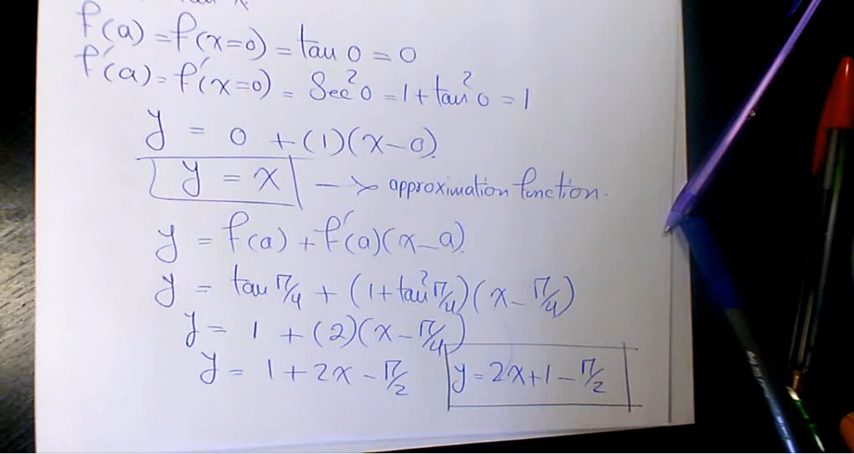 f(a) = f(x=0) = tan 0 = 0
f'(a) = f'(x=0) = Sec²0 = 1 + tan²0 = 1
y = 0 + (1)(x-0)
y = x → approximation function.
y = f(a) + f'(a)(x-a)
y = tan π/4 + (1+tan²π/4)(x - π/4)
y = 1 + (2)(x - π/4)
y = 1 + 2x - π/2 y = 2x+1 - π/2